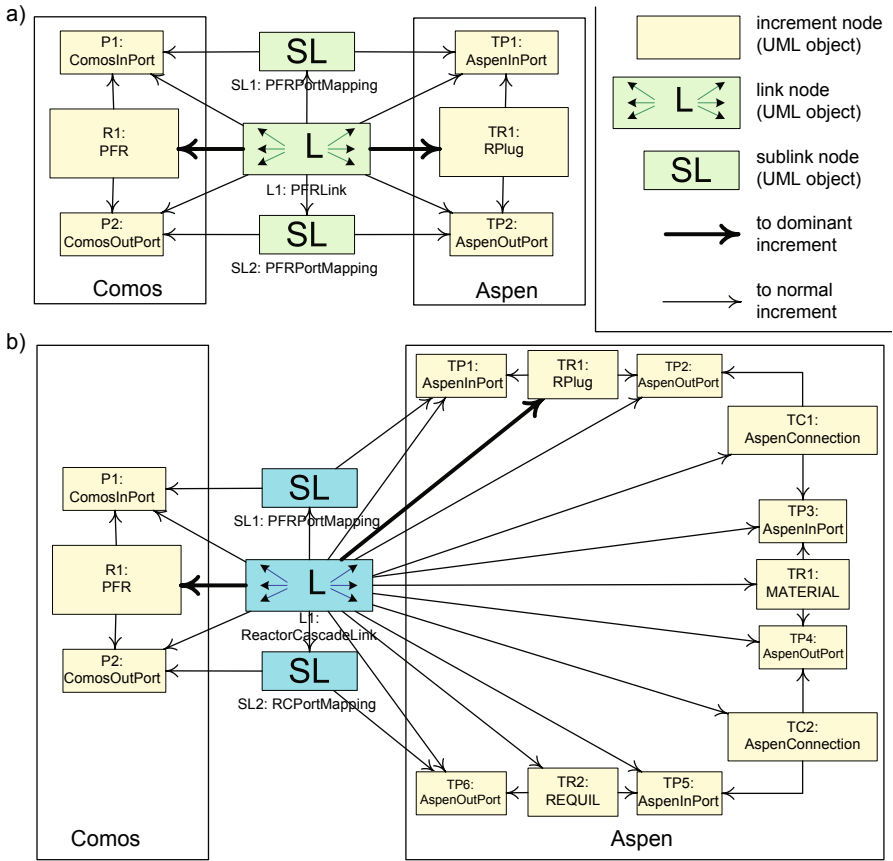 a)
P1:
ComosInPort
R1:
PFR
P2:
ComosOutPort
Comos
SL
SL1: PFRPortMapping
L
L1: PFRLink
SL
SL2: PFRPortMapping
TP1:
AspenInPort
TR1:
RPlug
TP2:
AspenOutPort
Aspen
increment node
(UML object)
L
link node
(UML object)
SL
sublink node
(UML object)
to dominant
increment
to normal
increment
b)
P1:
ComosInPort
R1:
PFR
P2:
ComosOutPort
Comos
SL
SL1: PFRPortMapping
L
L1:
ReactorCascadeLink
SL
SL2: RCPortMapping
TP1:
AspenInPort
TR1:
RPlug
TP2:
AspenOutPort
TC1:
AspenConnection
TP3:
AspenInPort
TR1:
MATERIAL
TP4:
AspenOutPort
TC2:
AspenConnection
TP6:
AspenOutPort
TR2:
REQUIL
TP5:
AspenInPort
Aspen